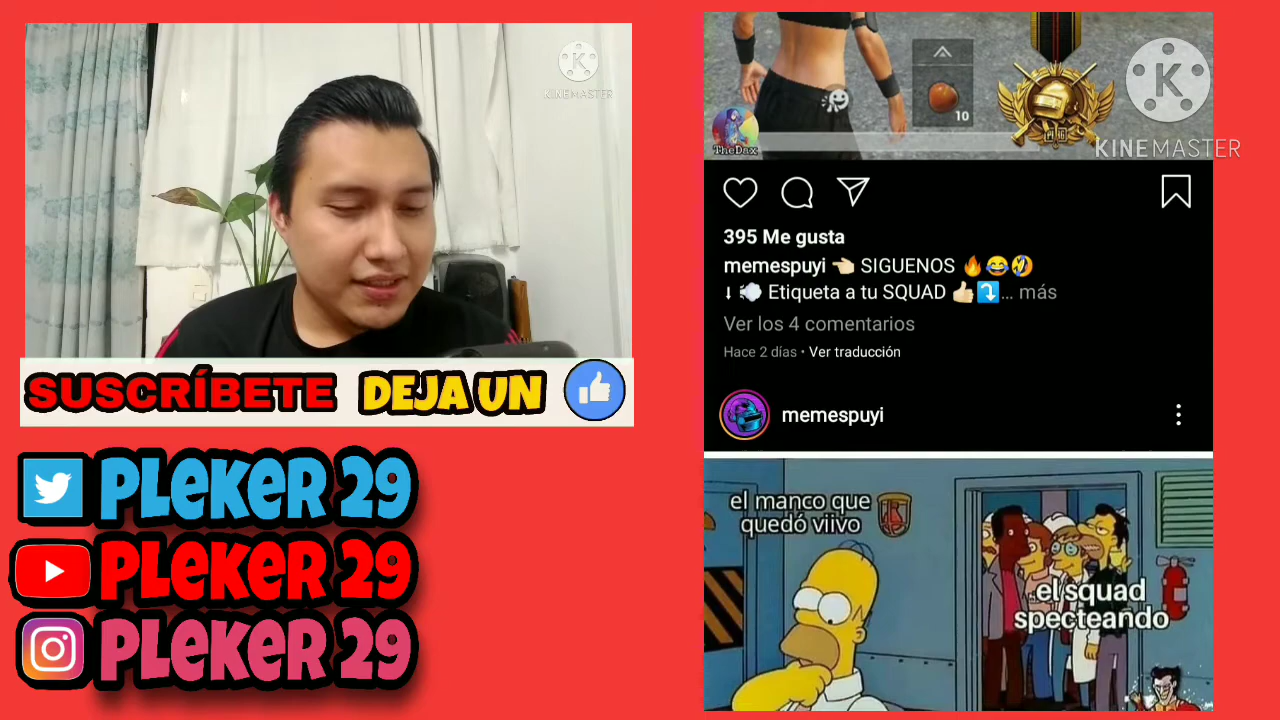 KINEMASTER
SUSCRÍBETE DEJA UN
PLEKER 29
PLEKER 29
PLEKER 29
TheDax
10
KINEMASTER
395 Me gusta
memespuyi 👈🏻 SIGUENOS 🔥😂🤣
⬇ 💨 Etiqueta a tu SQUAD 👍🏻⤵️... más
Ver los 4 comentarios
Hace 2 días • Ver traducción
memespuyi
el manco que
quedó viivo
el squad
specteando